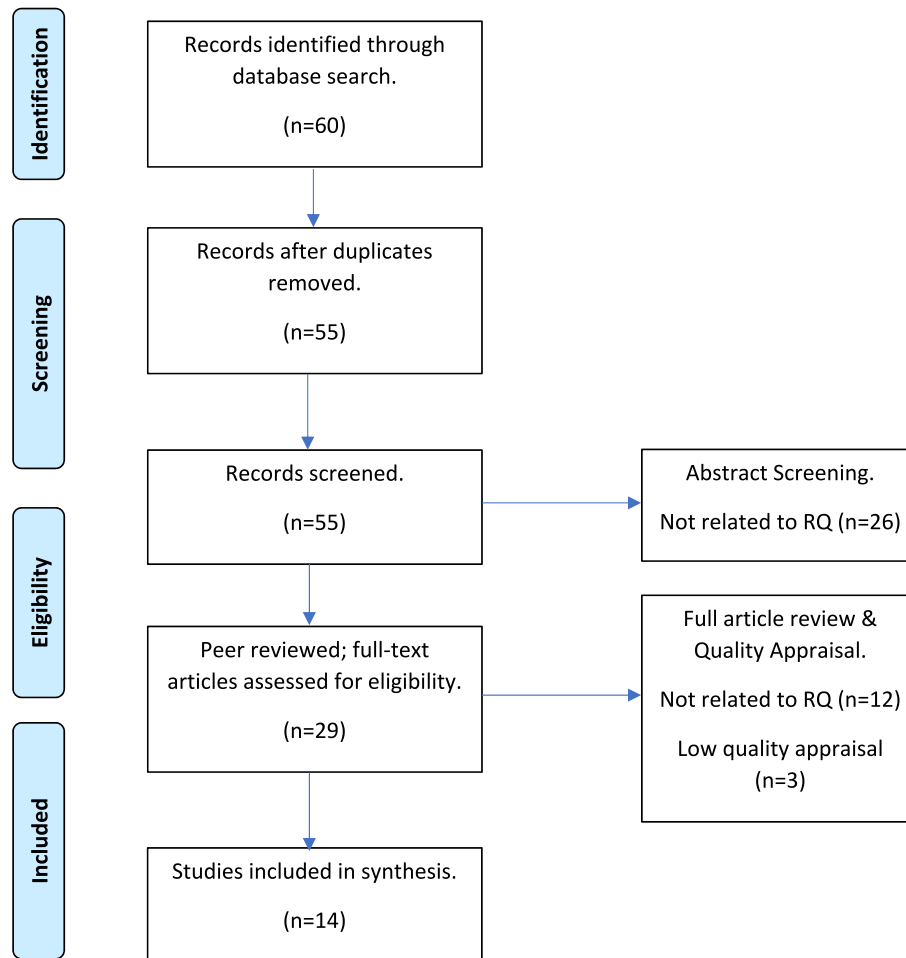 Identification
Records identified through
database search.
(n=60)
Screening
Records after duplicates
removed.
(n=55)
Records screened.
(n=55)
Abstract Screening.
Not related to RQ (n=26)
Eligibility
Peer reviewed; full-text
articles assessed for eligibility.
(n=29)
Full article review &
Quality Appraisal.
Not related to RQ (n=12)
Low quality appraisal
(n=3)
Included
Studies included in synthesis.
(n=14)